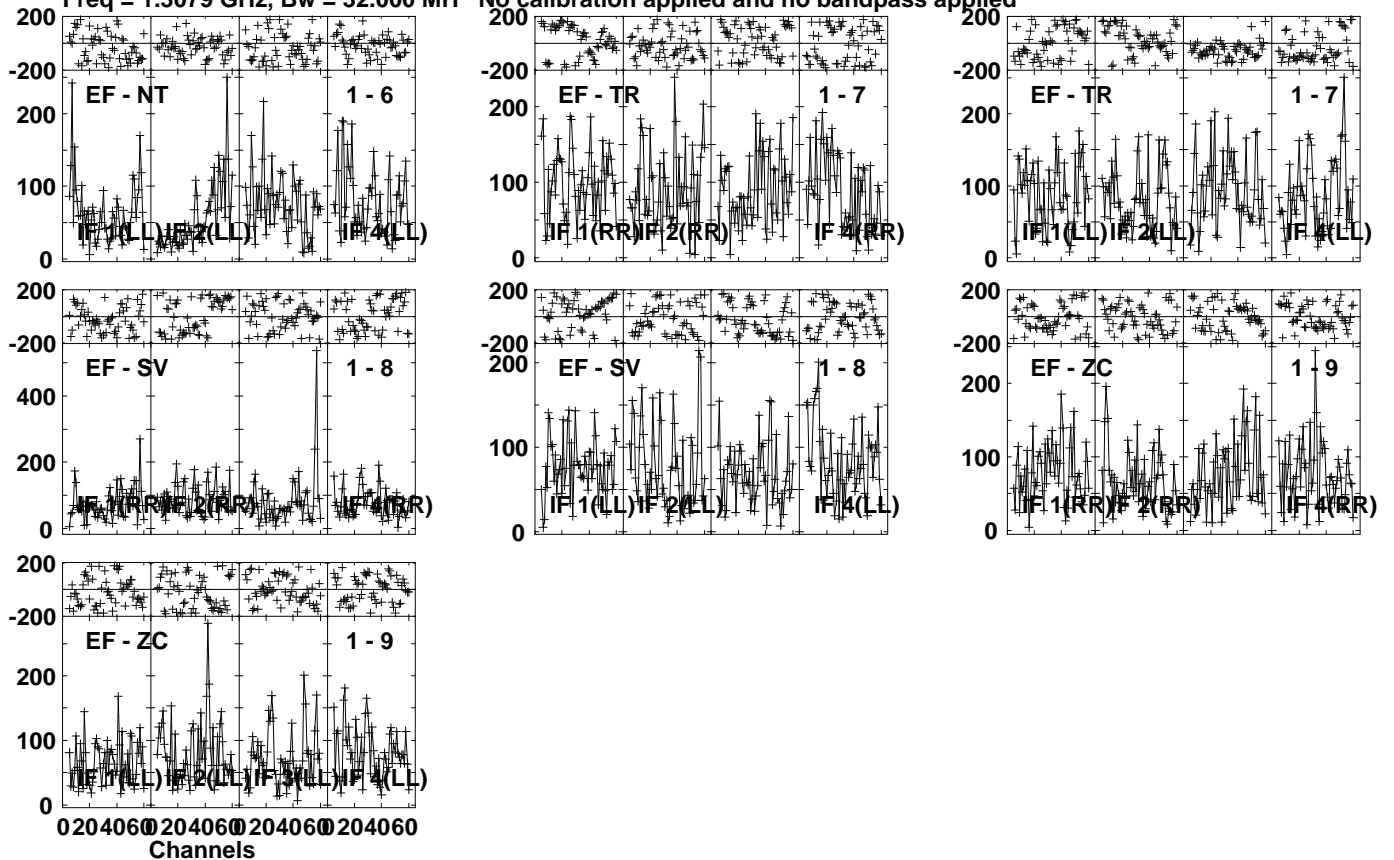 Freq = 1.3079 GHz, Bw = 32.000 MH No calibration applied and no bandpass applied
200
-200
EF - NT 1 - 6
200
100
0
IF 1(LL) IF 2(LL) IF 4(LL)
200
-200
EF - TR 1 - 7
200
100
0
IF 1(RR) IF 2(RR) IF 4(RR)
200
-200
EF - TR 1 - 7
200
100
0
IF 1(LL) IF 2(LL) IF 4(LL)
200
-200
EF - SV 1 - 8
400
200
0
IF 1(RR) IF 2(RR) IF 4(RR)
200
-200
EF - SV 1 - 8
200
100
0
IF 1(LL) IF 2(LL) IF 4(LL)
200
-200
EF - ZC 1 - 9
200
100
0
IF 1(RR) IF 2(RR) IF 4(RR)
200
-200
EF - ZC 1 - 9
200
100
0
IF 1(LL) IF 2(LL) IF 3(LL) IF 4(LL)
0 20 40 60 0 20 40 60 0 20 40 60 0 20 40 60
Channels